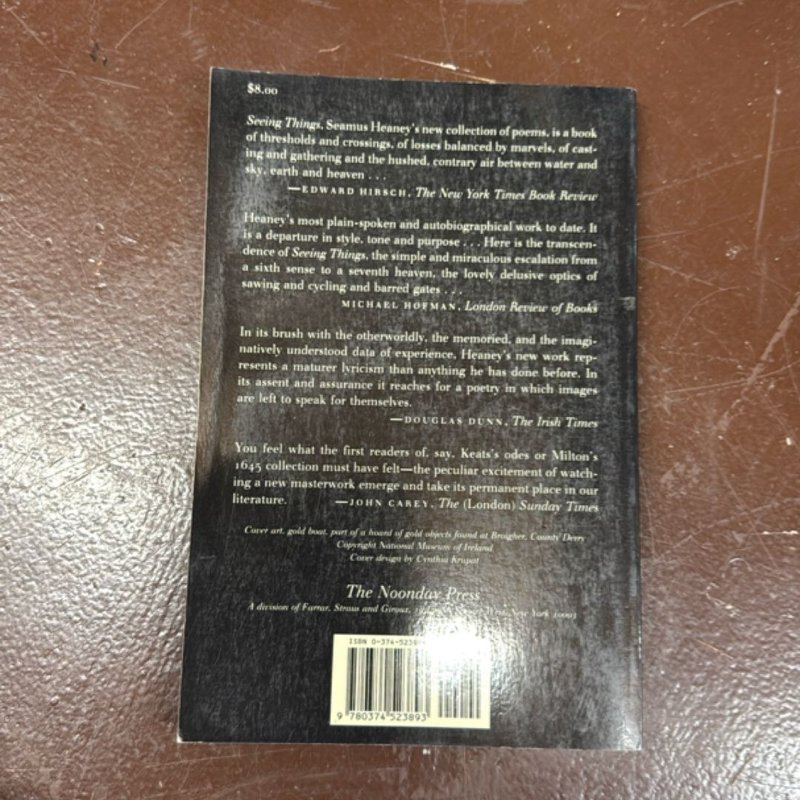 $8.00
Seeing Things, Seamus Heaney's new collection of poems, is a book
of thresholds and crossings, of losses balanced by marvels, of cast-
ing and gathering and the hushed, contrary air between water and
sky, earth and heaven . . .
—EDWARD HIRSCH, The New York Times Book Review
Heaney's most plain-spoken and autobiographical work to date. It
is a departure in style, tone and purpose . . . Here is the transcen-
dence of Seeing Things, the simple and miraculous escalation from
a sixth sense to a seventh heaven, the lovely delusive optics of
sawing and cycling and barred gates . . .
MICHAEL HOFMAN, London Review of Books
In its brush with the otherworldly, the memoried, and the imagi-
natively understood data of experience, Heaney's new work rep-
resents a maturer lyricism than anything he has done before. In
its assent and assurance it reaches for a poetry in which images
are left to speak for themselves.
—DOUGLAS DUNN, The Irish Times
You feel what the first readers of, say, Keats's odes or Milton's
1645 collection must have felt—the peculiar excitement of watch-
ing a new masterwork emerge and take its permanent place in our
literature. —JOHN CAREY, The (London) Sunday Times
Cover art, gold boat, part of a hoard of gold objects found at Broigher, County Derry
Copyright National Museum of Ireland
Cover design by Cynthia Krupat
The Noonday Press
A division of Farrar, Straus and Giroux, New York 10003
ISBN 0-374-5238
9 780374 523893